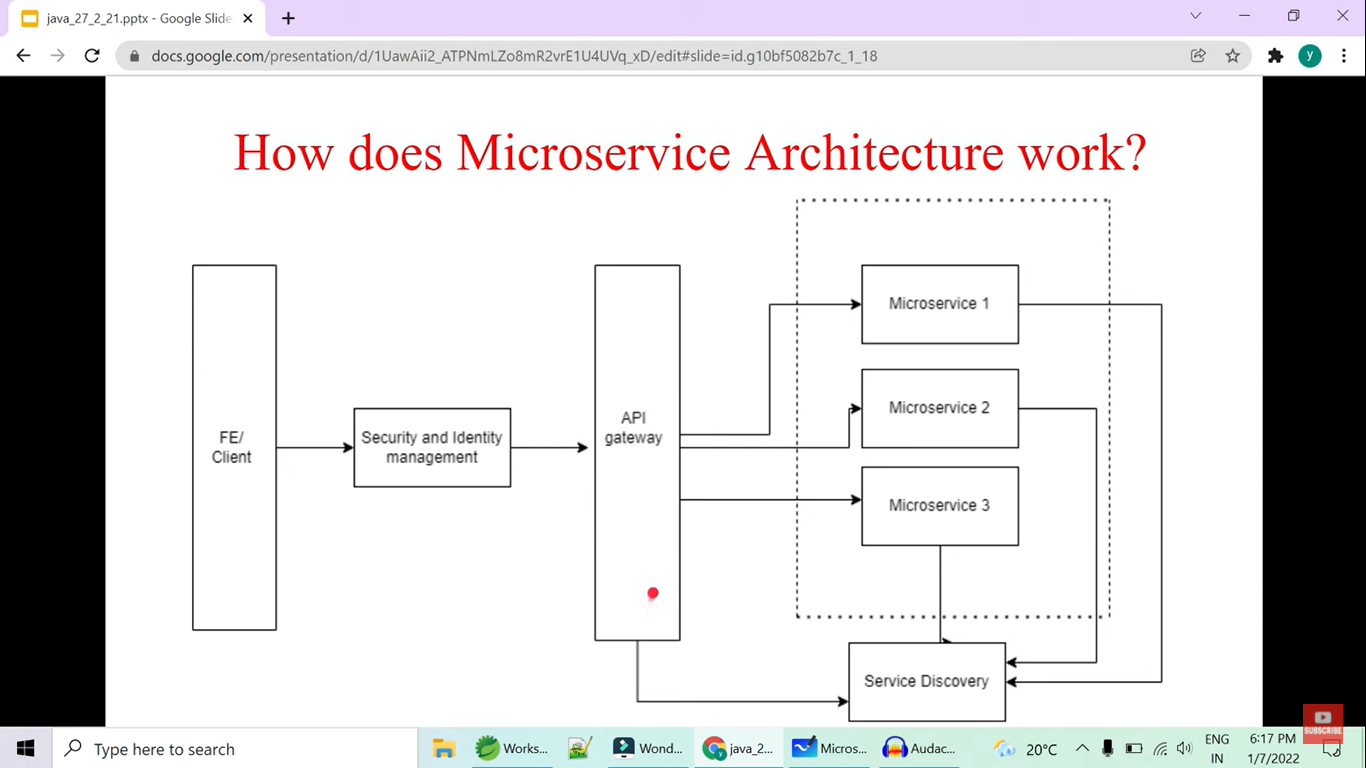 java_27_2_21.pptx - Google Slide
docs.google.com/presentation/d/1UawAii2_ATPNmLZo8mR2vrE1U4UVq_xD/edit#slide=id.g10bf5082b7c_1_18
y
How does Microservice Architecture work?
FE/
Client
Security and Identity
management
API
gateway
Microservice 1
Microservice 2
Microservice 3
Service Discovery
SUBSCRIBE
Type here to search
Works...
Wond...
java_2...
Micros...
Audac...
20°C
ENG
IN
6:17 PM
1/7/2022